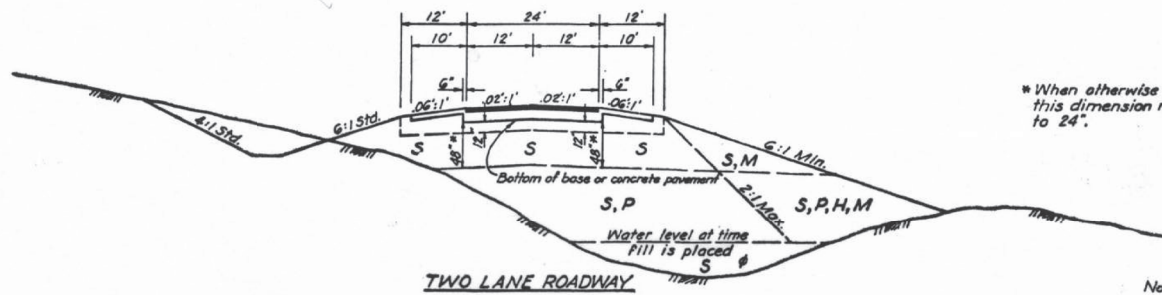 12' 24' 12'
10' 12' 12' 10'
6" 6"
.06':1' .02':1' .02':1' .06':1'
* When otherwise
this dimension
to 24".
4:1 Std. 6:1 Std. 6:1 Min.
S 48"* 12" S 12" 48"* S S, M
Bottom of base or concrete pavement
S, P 2:1 Max. S, P, H, M
Water level at time
fill is placed
S φ
TWO LANE ROADWAY